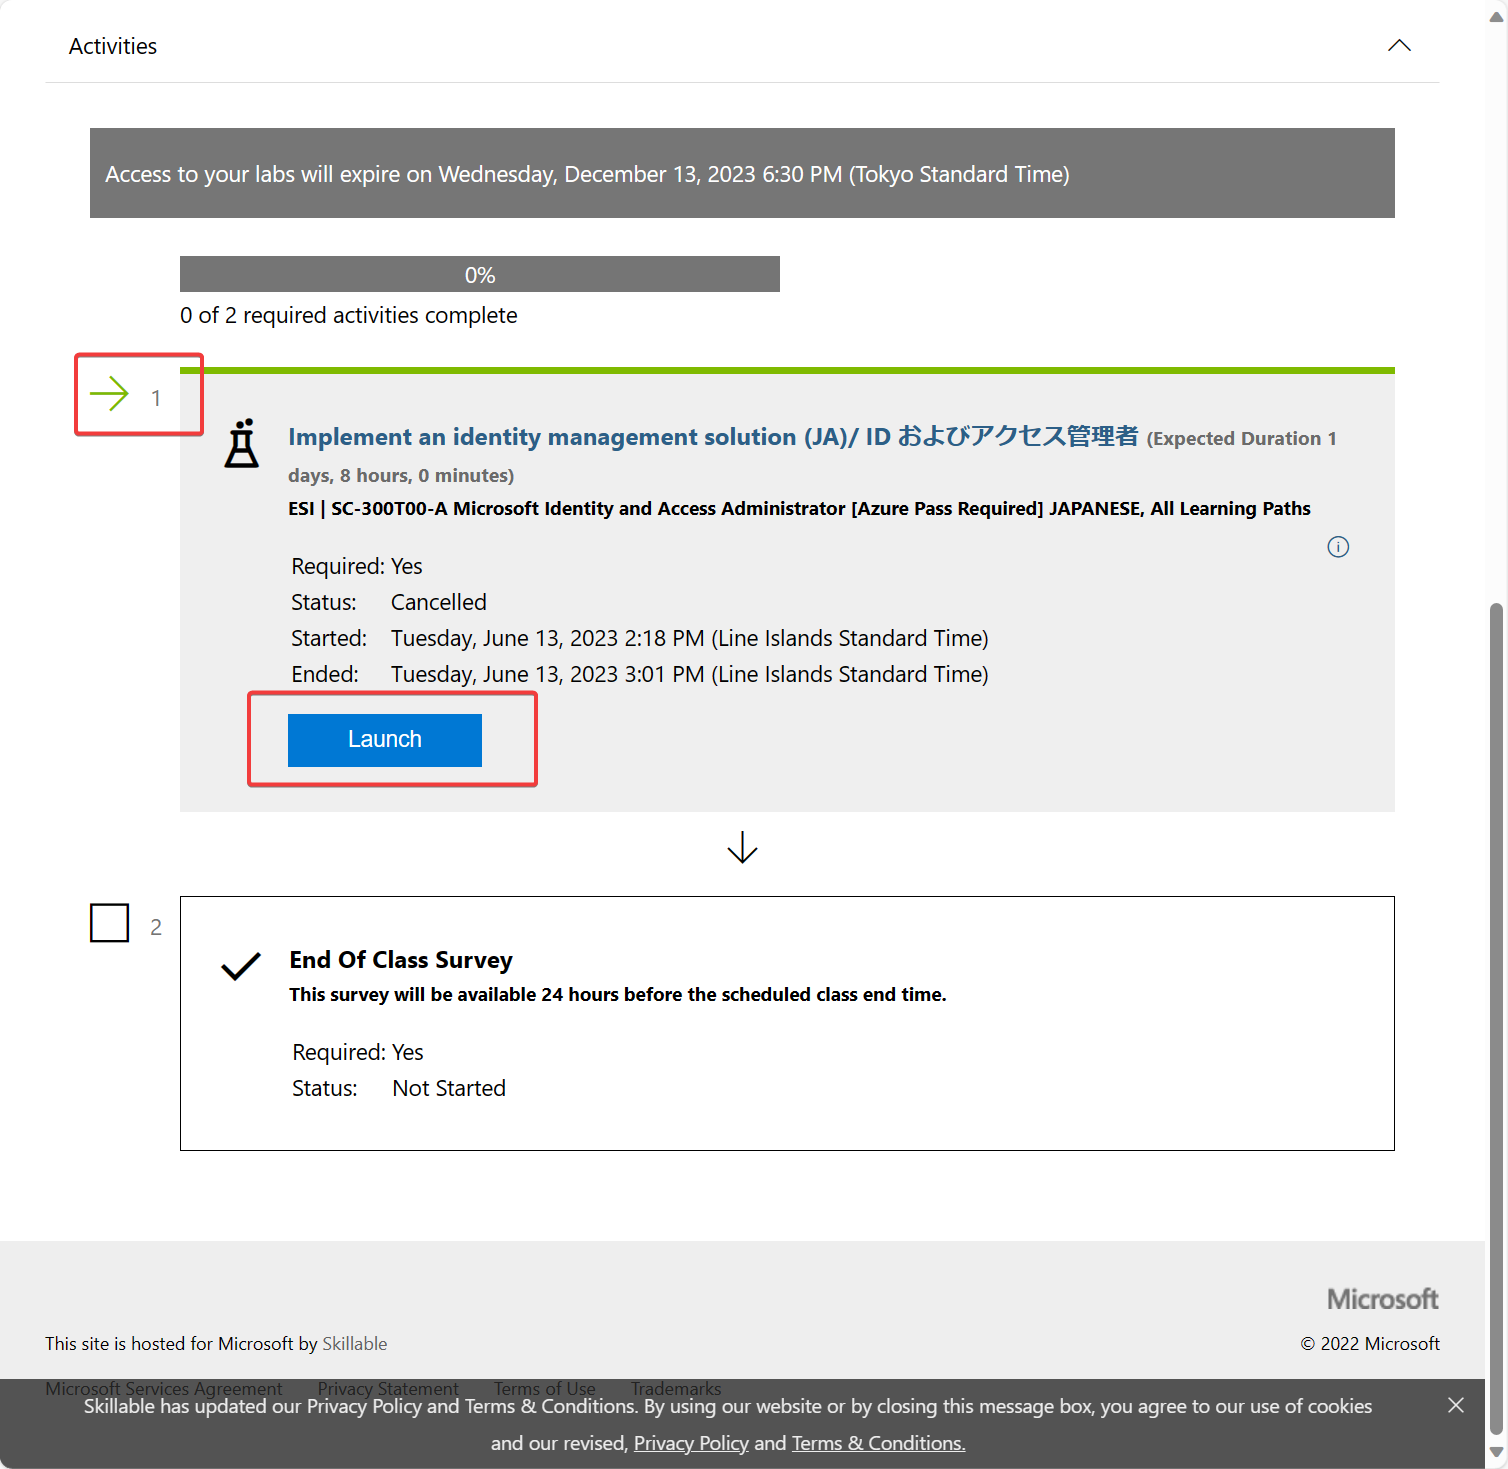 Activities
Access to your labs will expire on Wednesday, December 13, 2023 6:30 PM (Tokyo Standard Time)
0%
0 of 2 required activities complete
1
Implement an identity management solution (JA)/ ID およびアクセス管理者 (Expected Duration 1
days, 8 hours, 0 minutes)
ESI | SC-300T00-A Microsoft Identity and Access Administrator [Azure Pass Required] JAPANESE, All Learning Paths
Required: Yes
Status: Cancelled
Started: Tuesday, June 13, 2023 2:18 PM (Line Islands Standard Time)
Ended: Tuesday, June 13, 2023 3:01 PM (Line Islands Standard Time)
Launch
2
End Of Class Survey
This survey will be available 24 hours before the scheduled class end time.
Required: Yes
Status: Not Started
Microsoft
This site is hosted for Microsoft by Skillable
© 2022 Microsoft
Microsoft Services Agreement Privacy Statement Terms of Use Trademarks
Skillable has updated our Privacy Policy and Terms & Conditions. By using our website or by closing this message box, you agree to our use of cookies
and our revised, Privacy Policy and Terms & Conditions.